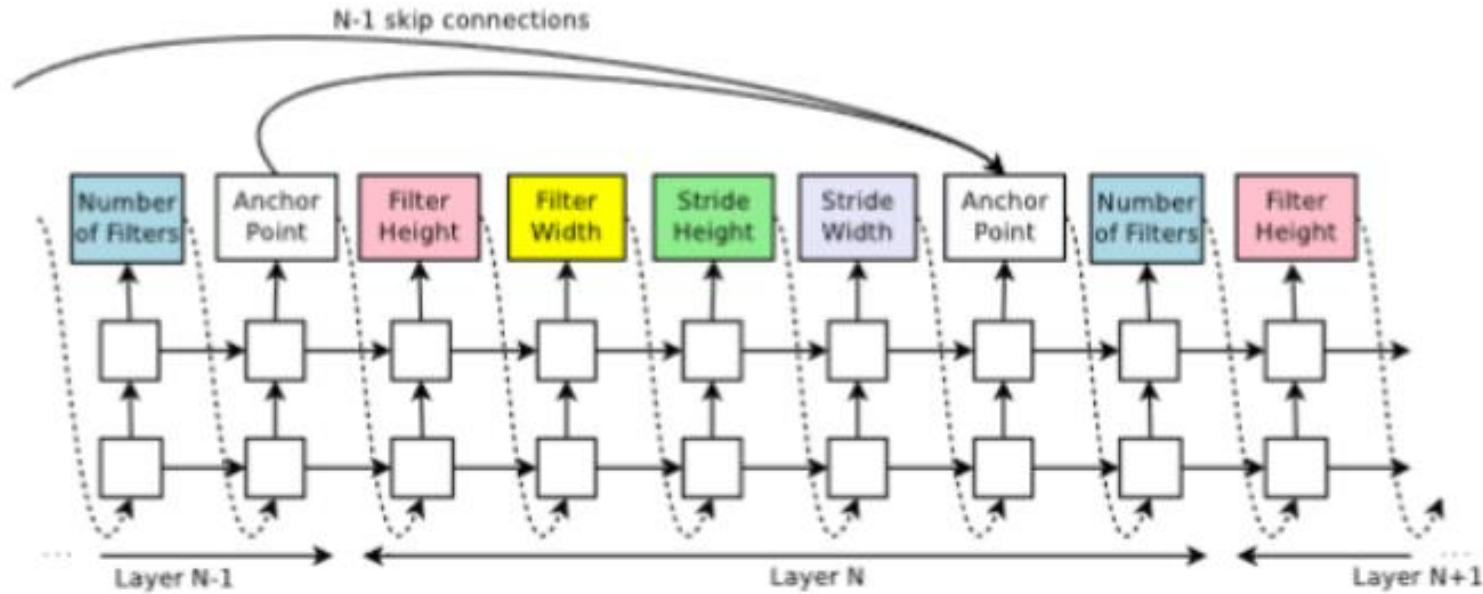 N-1 skip connections
Number
of Filters
Anchor
Point
Filter
Height
Filter
Width
Stride
Height
Stride
Width
Anchor
Point
Number
of Filters
Filter
Height
...
Layer N-1
Layer N
Layer N+1
...